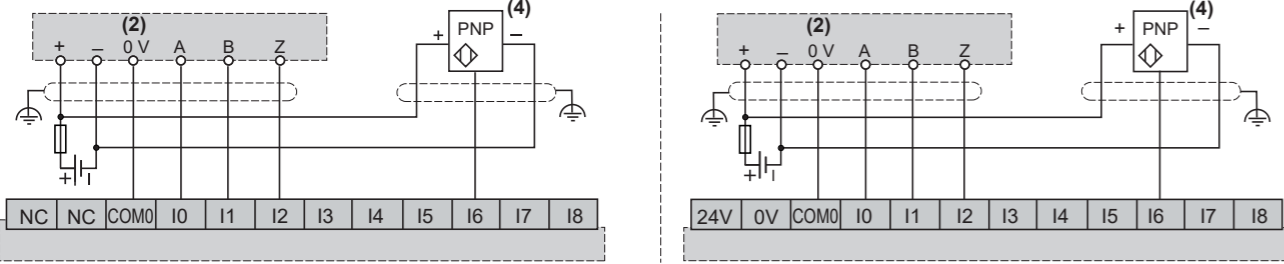 (2)
+ – 0 V A B Z
(4)
PNP
+ –
+
NC NC COM0 I0 I1 I2 I3 I4 I5 I6 I7 I8
(2)
+ – 0 V A B Z
(4)
PNP
+ –
+
24V 0V COM0 I0 I1 I2 I3 I4 I5 I6 I7 I8